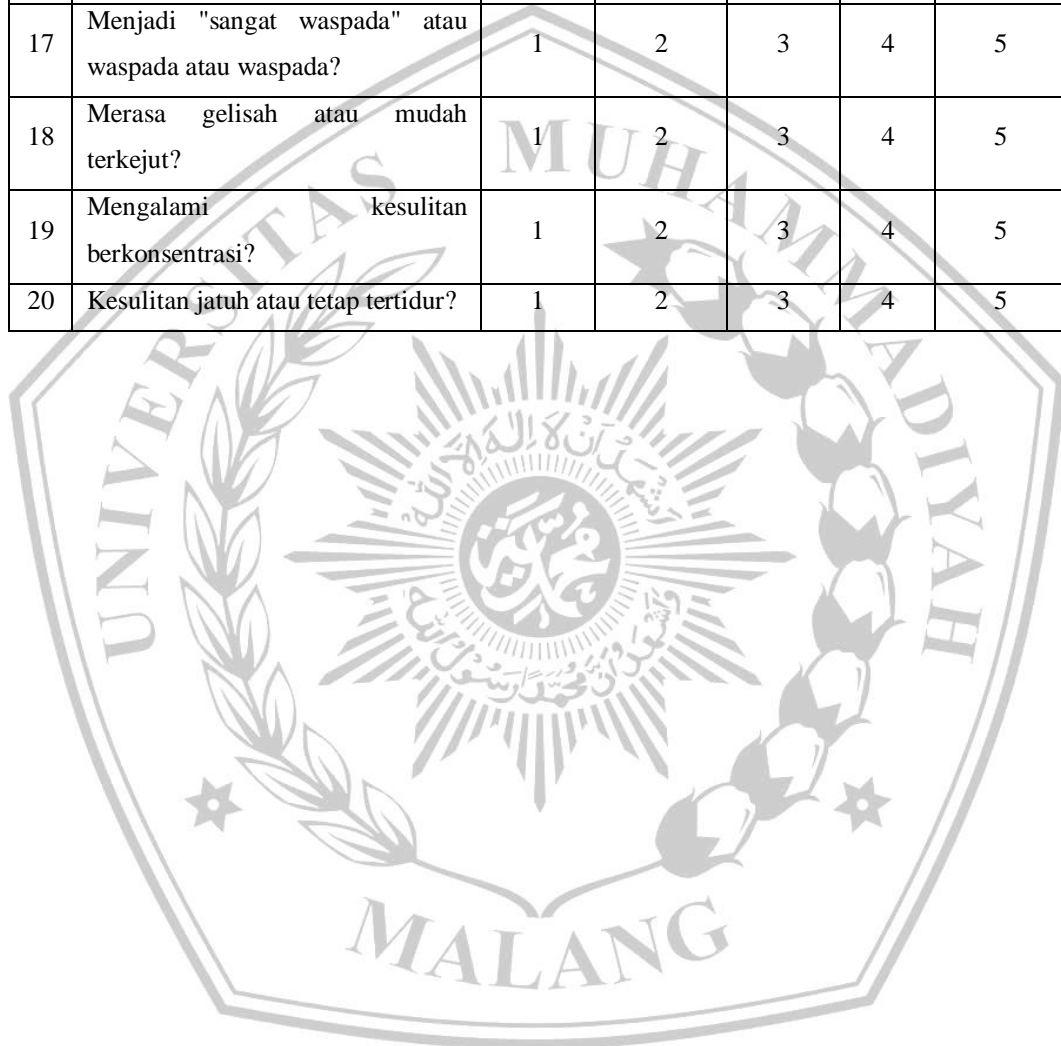 17 Menjadi "sangat waspada" atau 1 2 3 4 5
waspada atau waspada?
18 Merasa gelisah atau mudah 1 2 3 4 5
terkejut?
19 Mengalami kesulitan 1 2 3 4 5
berkonsentrasi?
20 Kesulitan jatuh atau tetap tertidur? 1 2 3 4 5
UNIVERSITAS MUHAMMADIYAH
MALANG